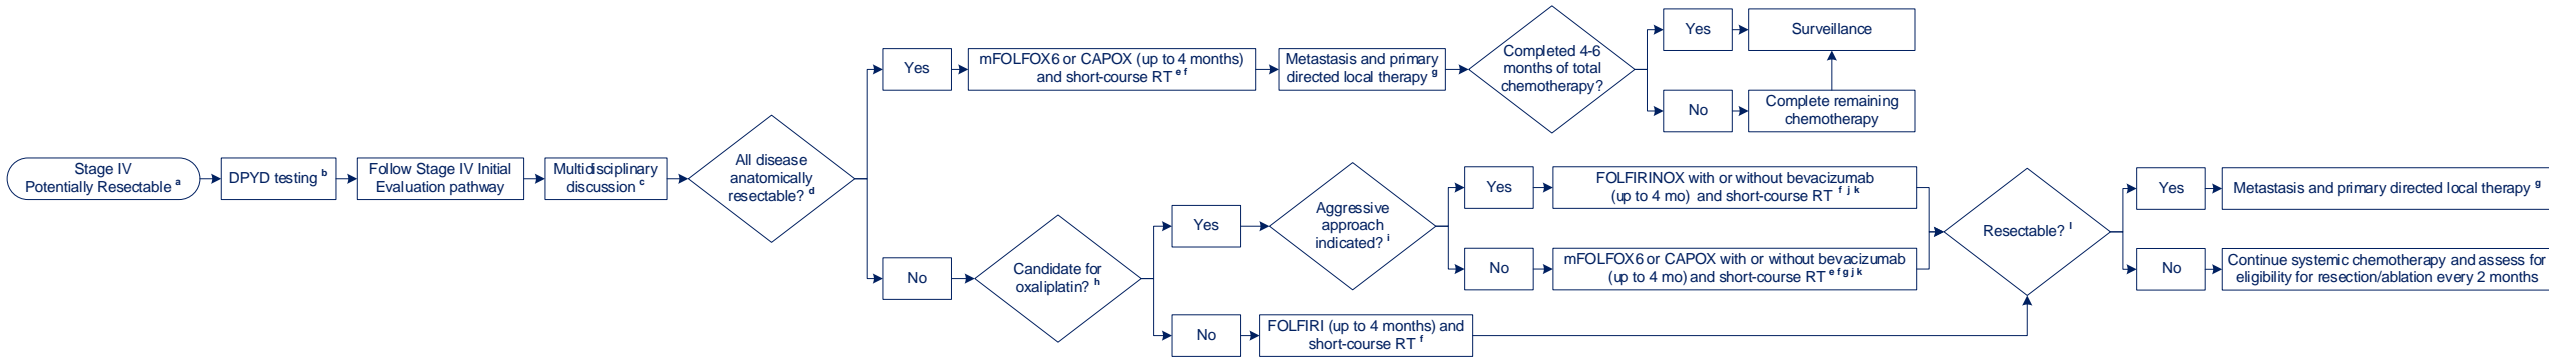 Stage IV
Potentially Resectable a
DPYD testing b
Follow Stage IV Initial
Evaluation pathway
Multidisciplinary
discussion c
All disease
anatomically
resectable? d
Yes
mFOLFOX6 or CAPOX (up to 4 months)
and short-course RT e f
Metastasis and primary
directed local therapy g
Completed 4-6
months of total
chemotherapy?
Yes
Surveillance
No
Complete remaining
chemotherapy
No
Candidate for
oxaliplatin? h
Yes
Aggressive
approach
indicated? i
Yes
FOLFIRINOX with or without bevacizumab
(up to 4 mo) and short-course RT f j k
No
mFOLFOX6 or CAPOX with or without bevacizumab
(up to 4 mo) and short-course RT e f g j k
No
FOLFIRI (up to 4 months) and
short-course RT f
Resectable? l
Yes
Metastasis and primary directed local therapy g
No
Continue systemic chemotherapy and assess for
eligibility for resection/ablation every 2 months